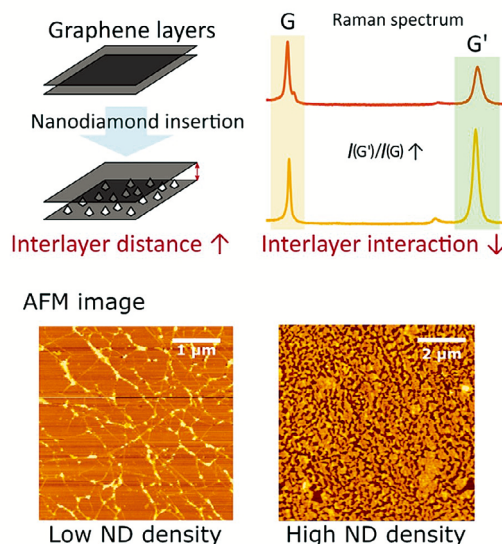 Graphene layers
Nanodiamond insertion
Interlayer distance ↑
Raman spectrum
G
G'
I(G')/I(G) ↑
Interlayer interaction ↓
AFM image
1 μm
2 μm
Low ND density
High ND density